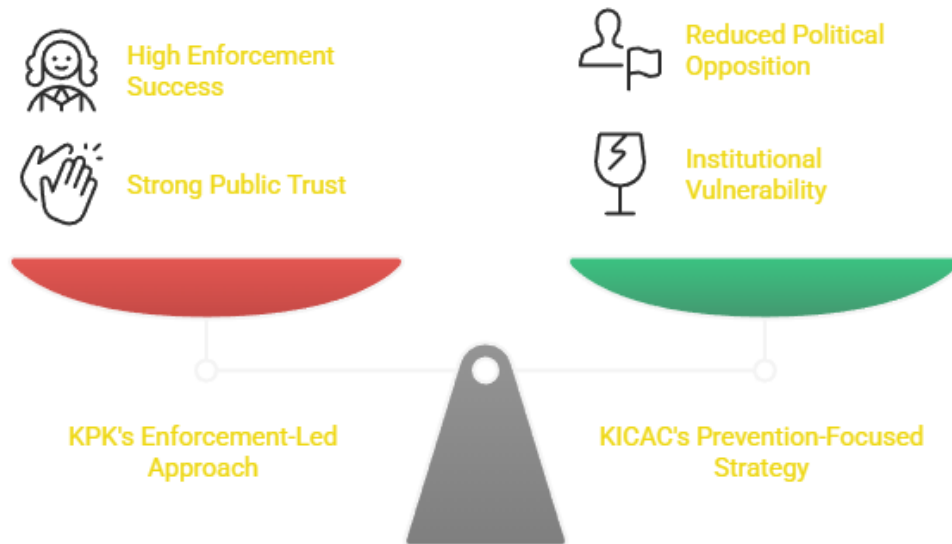 High Enforcement
Success
Strong Public Trust
Reduced Political
Opposition
Institutional
Vulnerability
KPK's Enforcement-Led
Approach
KICAC's Prevention-Focused
Strategy